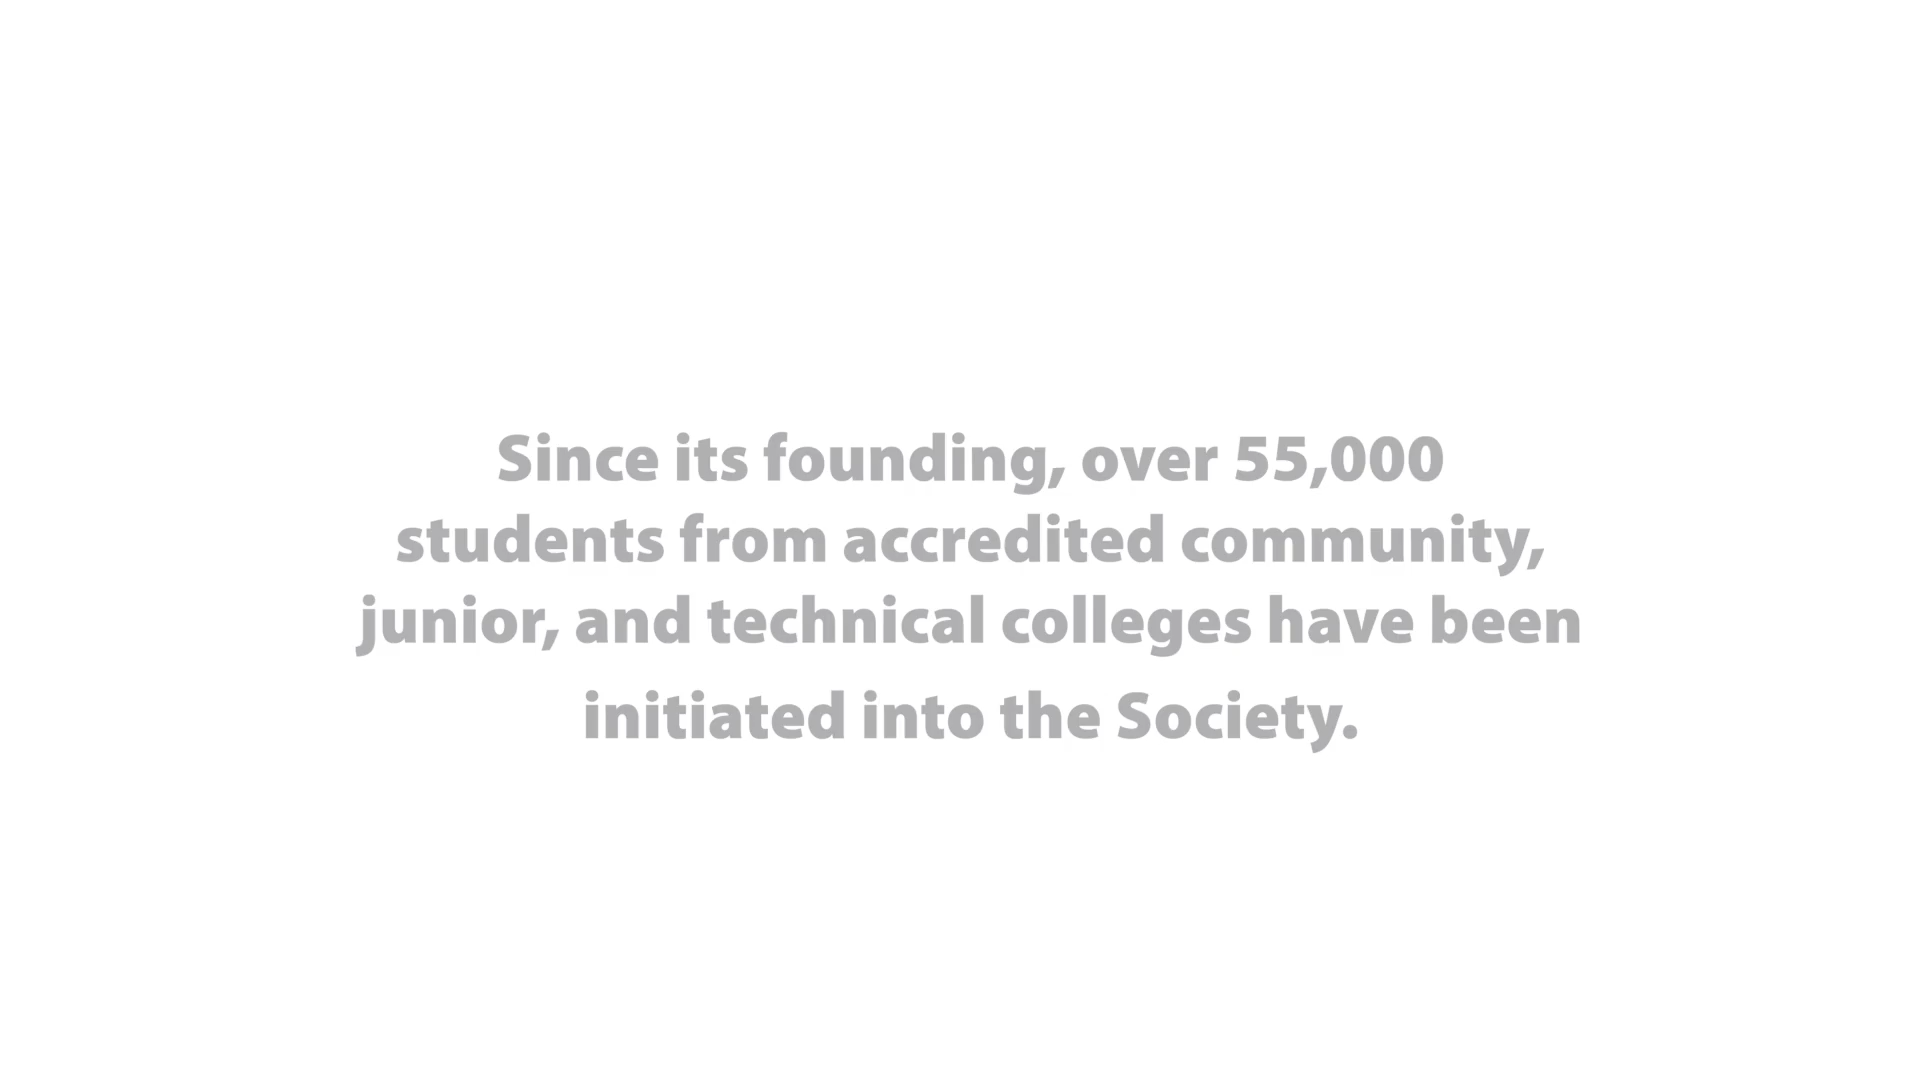 Since its founding, over 55,000
students from accredited community,
junior, and technical colleges have been
initiated into the Society.